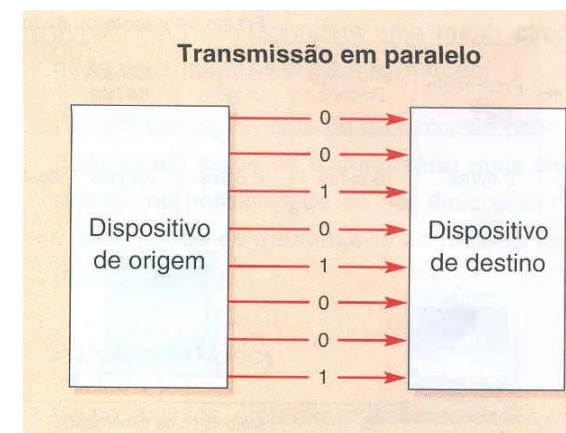 Transmissão em paralelo
Dispositivo
de origem
0
0
1
0
1
0
0
1
Dispositivo
de destino